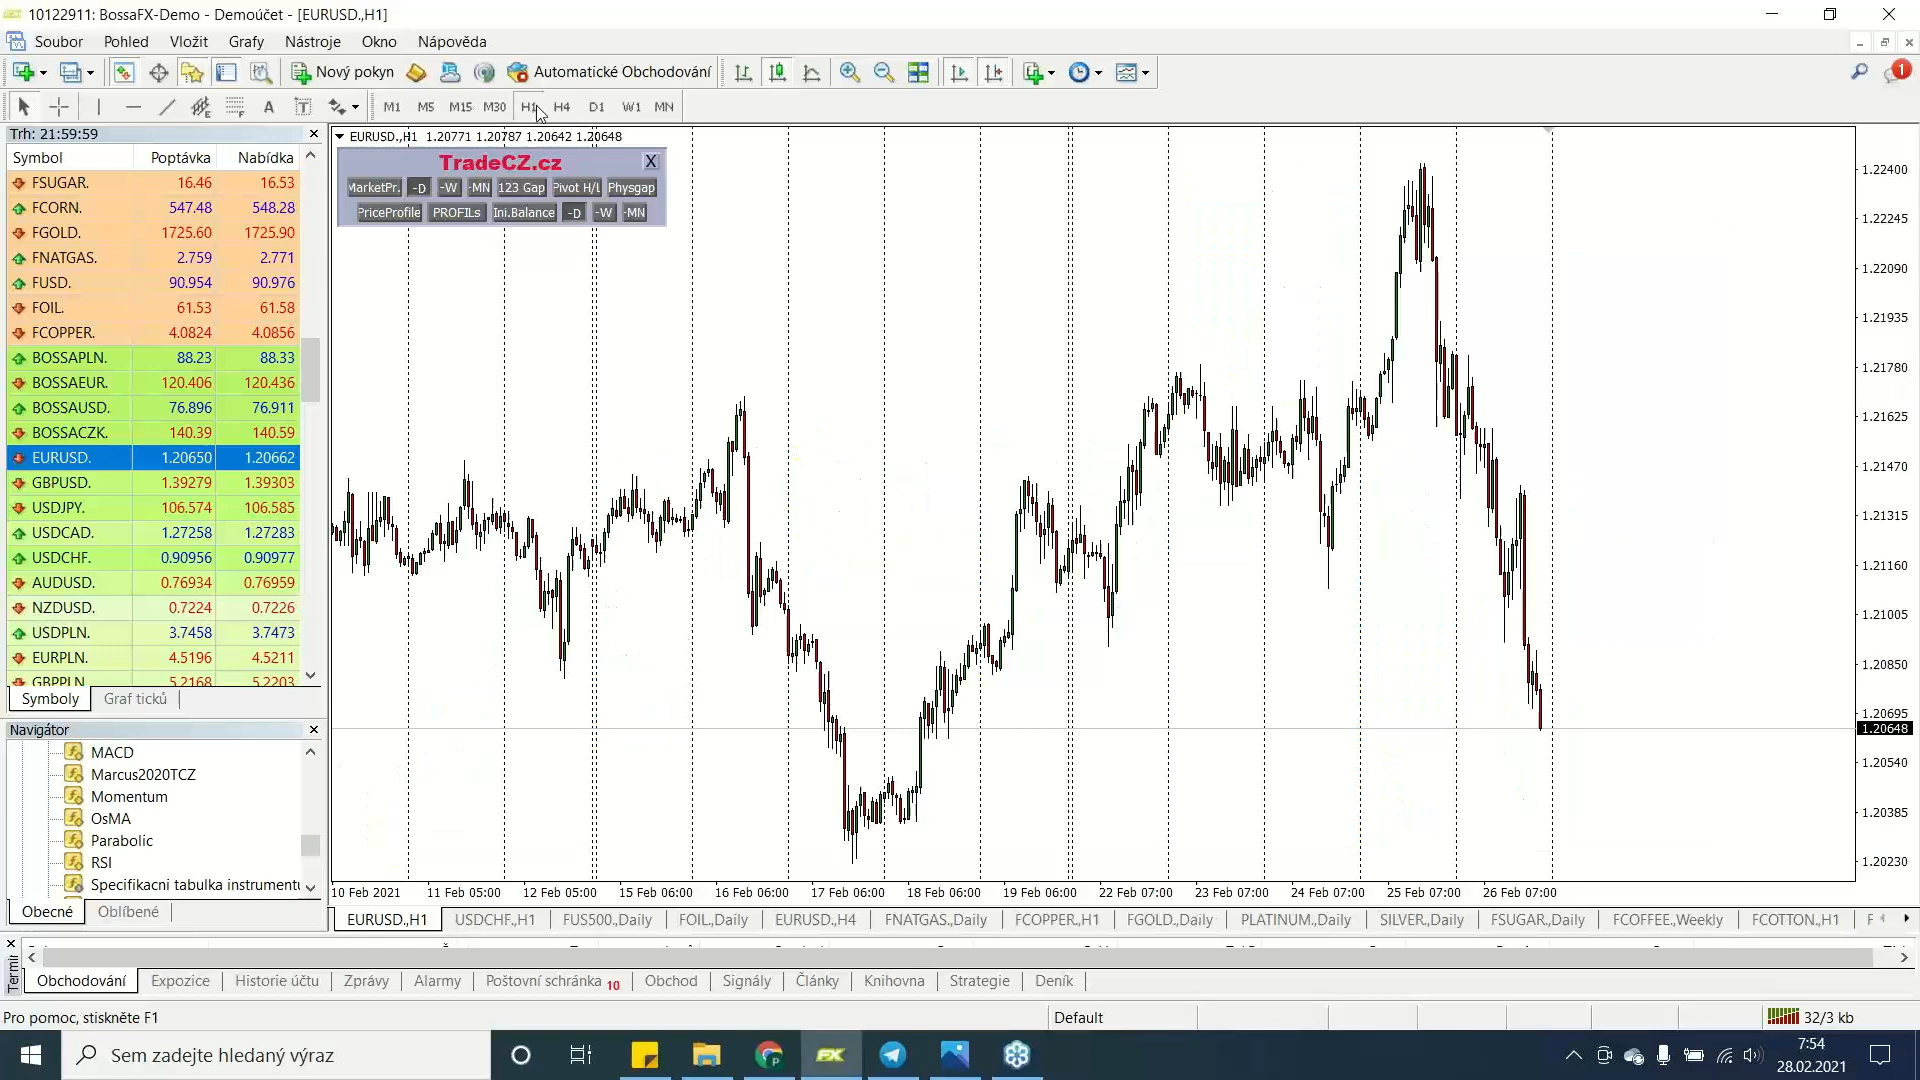 10122911: BossaFX-Demo - Demoúčet - [EURUSD.,H1]
Soubor Pohled Vložit Grafy Nástroje Okno Nápověda
Nový pokyn Automatické Obchodování 1
A T M1 M5 M15 M30 H1 H4 D1 W1 MN
Trh: 21:59:59
Symbol Poptávka Nabídka
FSUGAR. 16.46 16.53
FCORN. 547.48 548.28
FGOLD. 1725.60 1725.90
FNATGAS. 2.759 2.771
FUSD. 90.954 90.976
FOIL. 61.53 61.58
FCOPPER. 4.0824 4.0856
BOSSAPLN. 88.23 88.33
BOSSAEUR. 120.406 120.436
BOSSAUSD. 76.896 76.911
BOSSACZK. 140.39 140.59
EURUSD. 1.20650 1.20662
GBPUSD. 1.39279 1.39303
USDJPY. 106.574 106.585
USDCAD. 1.27258 1.27283
USDCHF. 0.90956 0.90977
AUDUSD. 0.76934 0.76959
NZDUSD. 0.7224 0.7226
USDPLN. 3.7458 3.7473
EURPLN. 4.5196 4.5211
GBPPLN. 5.2168 5.2203
Symboly Graf ticků
Navigátor
MACD
Marcus2020TCZ
Momentum
OsMA
Parabolic
RSI
Specifikacni tabulka instrumentu
Obecné Oblíbené
EURUSD.,H1 1.20771 1.20787 1.20642 1.20648
TradeCZ.cz X
MarketPr. -D -W -MN 123 Gap Pivot H/L Physgap
PriceProfile PROFILs Ini.Balance -D -W -MN
1.22400
1.22245
1.22090
1.21935
1.21780
1.21625
1.21470
1.21315
1.21160
1.21005
1.20850
1.20695
1.20648
1.20540
1.20385
1.20230
10 Feb 2021 11 Feb 05:00 12 Feb 05:00 15 Feb 06:00 16 Feb 06:00 17 Feb 06:00 18 Feb 06:00 19 Feb 06:00 22 Feb 07:00 23 Feb 07:00 24 Feb 07:00 25 Feb 07:00 26 Feb 07:00
EURUSD.,H1 USDCHF.,H1 FUS500.,Daily FOIL.,Daily EURUSD.,H4 FNATGAS.,Daily FCOPPER.,H1 FGOLD.,Daily PLATINUM.,Daily SILVER.,Daily FSUGAR.,Daily FCOFFEE.,Weekly FCOTTON.,H1 F
Termir
Obchodování Expozice Historie účtu Zprávy Alarmy Poštovní schránka 10 Obchod Signály Články Knihovna Strategie Deník
Pro pomoc, stiskněte F1 Default 32/3 kb
Sem zadejte hledaný výraz
FX
7:54
28.02.2021